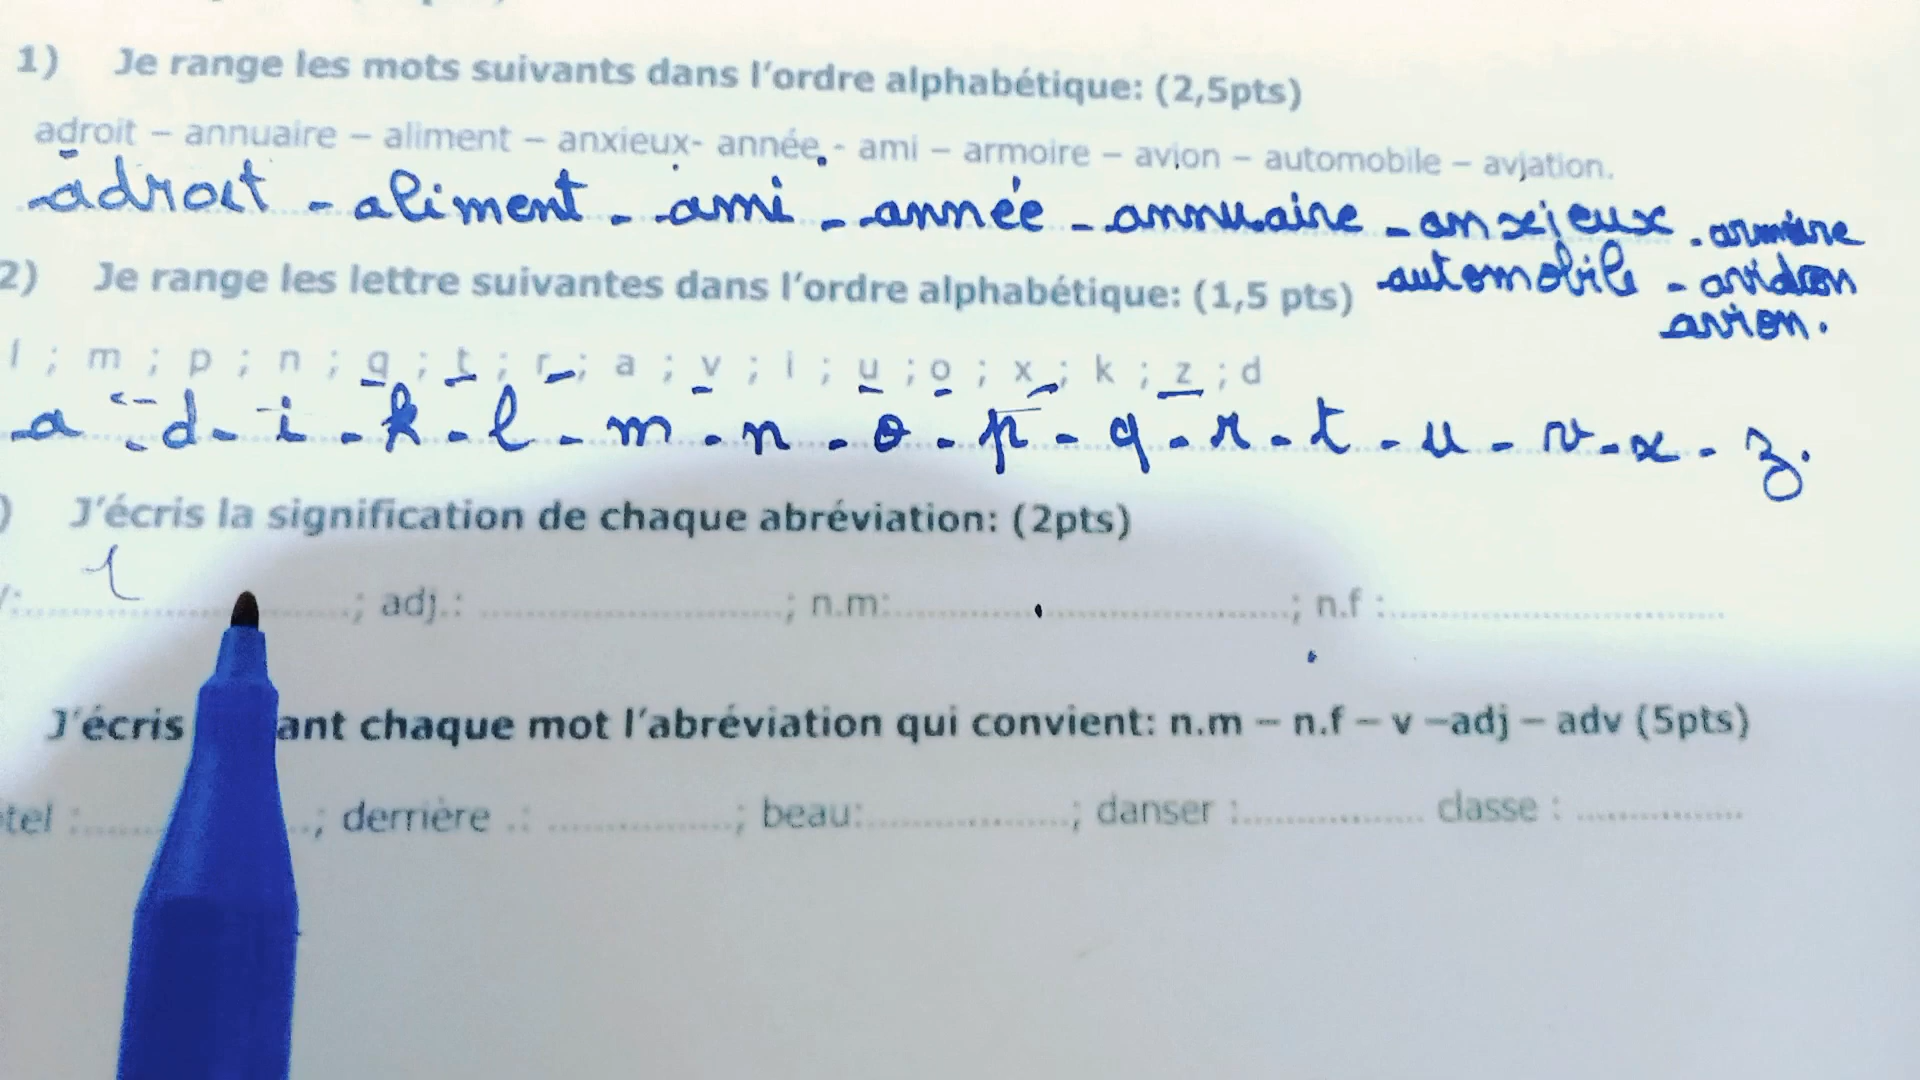 1) Je range les mots suivants dans l'ordre alphabétique: (2,5pts)
adroit – annuaire – aliment – anxieux- année - ami – armoire – avion – automobile – aviation.
adroit - aliment - ami - année - annuaire - anxieux -
2) Je range les lettre suivantes dans l'ordre alphabétique: (1,5 pts)
automobile -
avion.
l ; m ; p ; n ; q ; t ; r ; a ; v ; i ; u ; o ; x ; k ; z ; d
a - d - i - k - l - m - n - o - p - q - r - t - u - v - x - z.
) J'écris la signification de chaque abréviation: (2pts)
; adj.: ; n.m: ; n.f :
J'écris ant chaque mot l'abréviation qui convient: n.m – n.f – v –adj – adv (5pts)
tel : ; derrière .: ; beau: ; danser : classe :